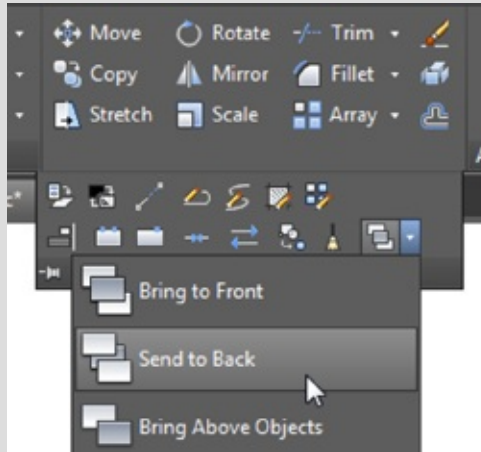 Move Rotate Trim
Copy Mirror Fillet
Stretch Scale Array
Bring to Front
Send to Back
Bring Above Objects